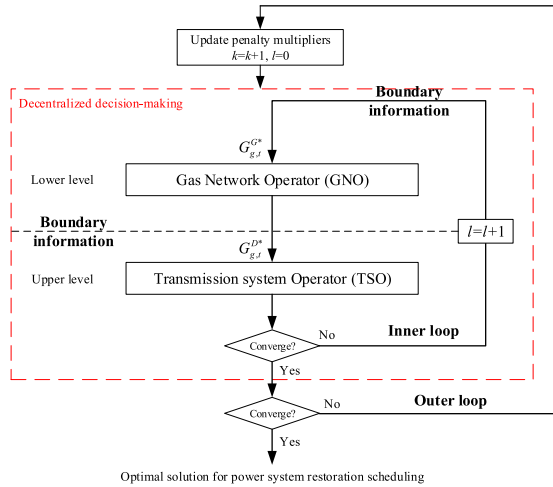 Update penalty multipliers
k=k+1, l=0
Decentralized decision-making
Boundary
information
G_{g,t}^{G*}
Lower level
Gas Network Operator (GNO)
Boundary
information
l=l+1
G_{g,t}^{D*}
Upper level
Transmission system Operator (TSO)
Converge?
No
Inner loop
Yes
Converge?
No
Outer loop
Yes
Optimal solution for power system restoration scheduling